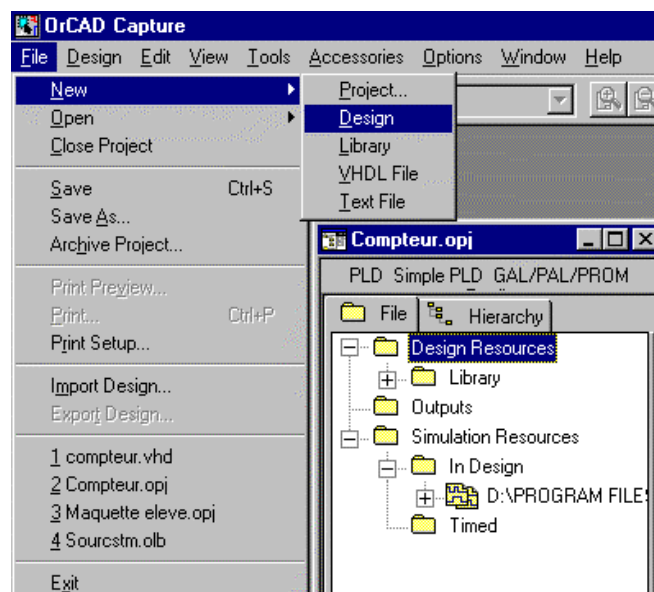 OrCAD Capture
File Design Edit View Tools Accessories Options Window Help
New
Open
Close Project
Save Ctrl+S
Save As...
Archive Project...
Print Preview...
Print... Ctrl+P
Print Setup...
Import Design...
Export Design...
1 compteur.vhd
2 Compteur.opj
3 Maquette eleve.opj
4 Sourcstm.olb
Exit
Project...
Design
Library
VHDL File
Text File
Compteur.opj
PLD Simple PLD GAL/PAL/PROM
File Hierarchy
Design Resources
Library
Outputs
Simulation Resources
In Design
D:\PROGRAM FILES
Timed